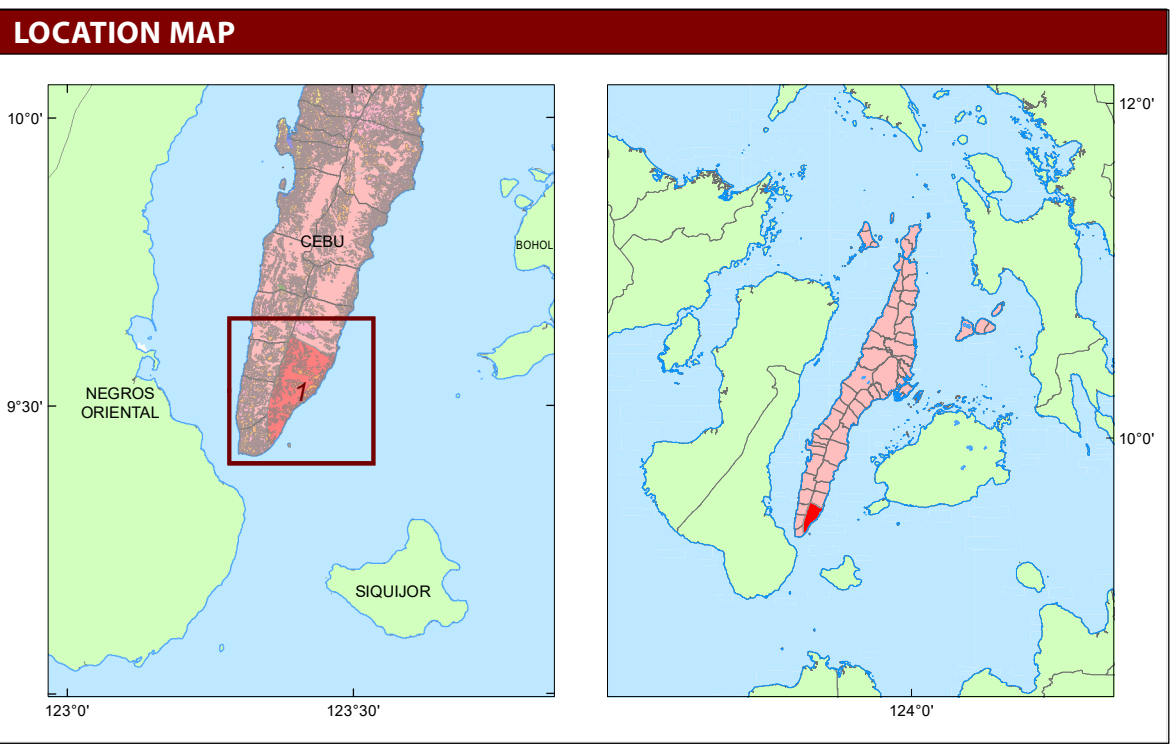 LOCATION MAP
10°0'
CEBU
BOHOL
1
NEGROS
ORIENTAL
9°30'
SIQUIJOR
123°0'
123°30'
12°0'
10°0'
124°0'